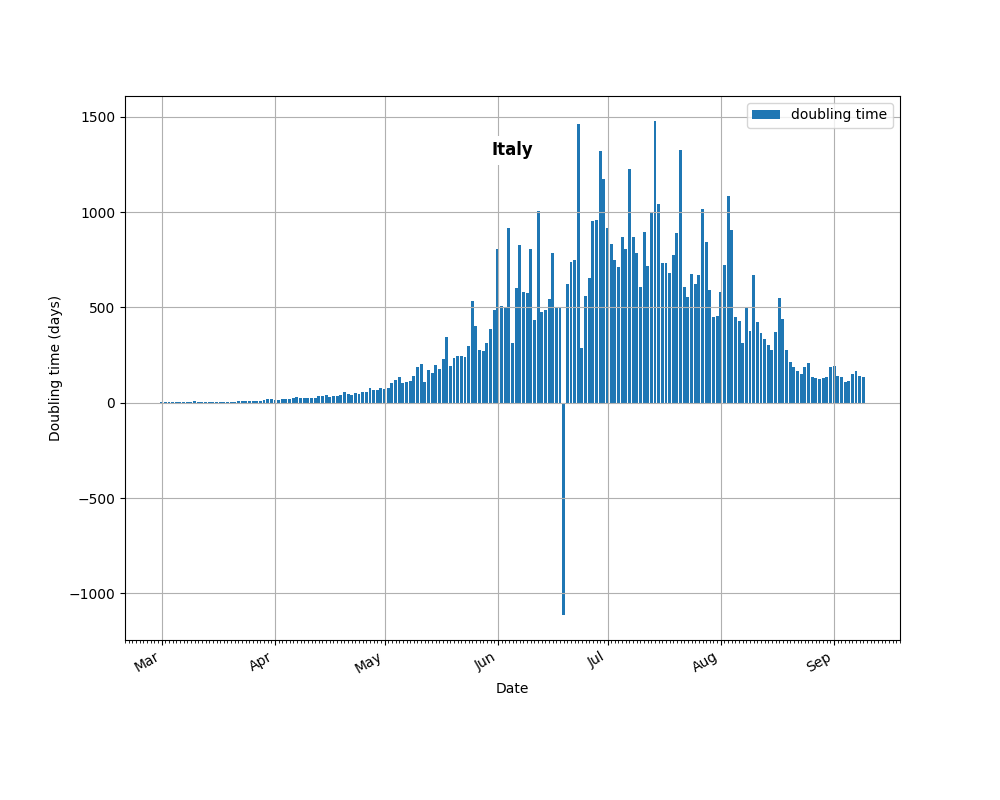 1500
doubling time
Italy
1000
500
0
−500
−1000
Doubling time (days)
Mar
Apr
May
Jun
Jul
Aug
Sep
Date